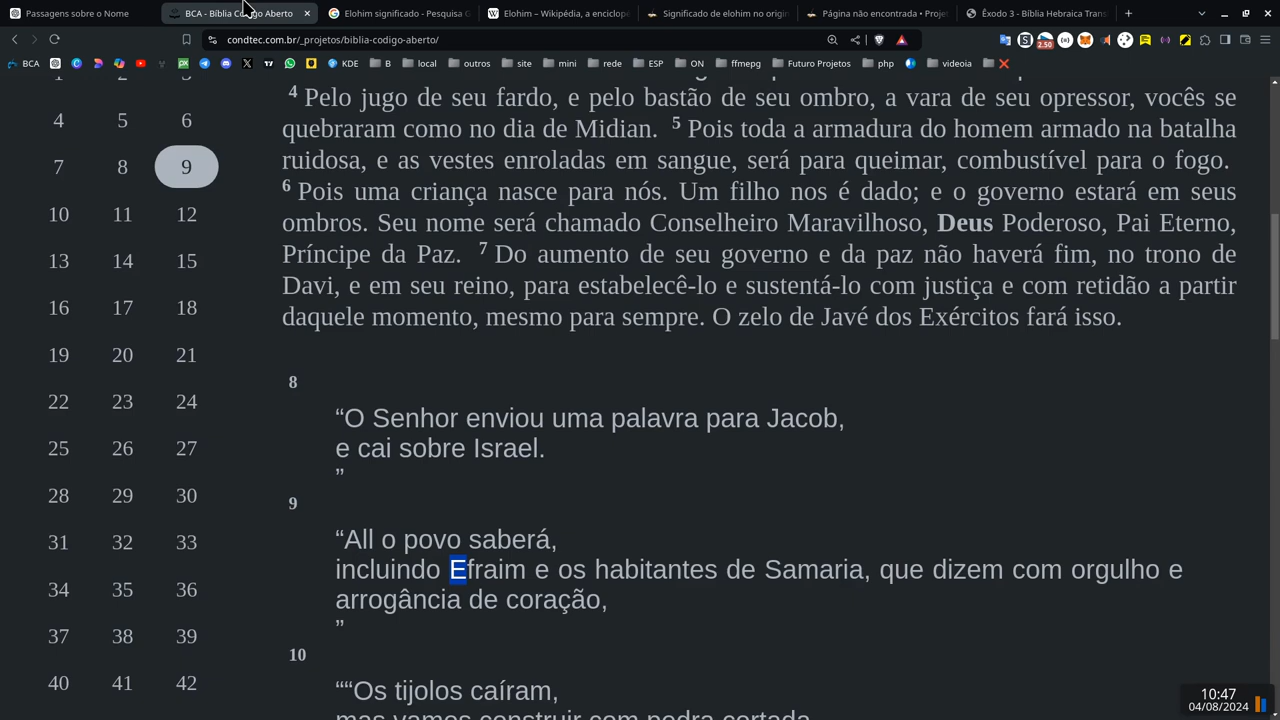 Passagens sobre o Nome
BCA - Bíblia Código Aberto
Elohim significado - Pesquisa G
Elohim – Wikipédia, a enciclopé
Significado de elohim no origin
Página não encontrada • Proje
Êxodo 3 - Bíblia Hebraica Trans
condtec.com.br/_projetos/biblia-codigo-aberto/
2.50
BCA
KDE
B
local
outros
site
mini
rede
ESP
ON
ffmepg
Futuro Projetos
php
videoia
4 5 6
7 8 9
10 11 12
13 14 15
16 17 18
19 20 21
22 23 24
25 26 27
28 29 30
31 32 33
34 35 36
37 38 39
40 41 42
4 Pelo jugo de seu fardo, e pelo bastão de seu ombro, a vara de seu opressor, vocês se
quebraram como no dia de Midian. 5 Pois toda a armadura do homem armado na batalha
ruidosa, e as vestes enroladas em sangue, será para queimar, combustível para o fogo.
6 Pois uma criança nasce para nós. Um filho nos é dado; e o governo estará em seus
ombros. Seu nome será chamado Conselheiro Maravilhoso, Deus Poderoso, Pai Eterno,
Príncipe da Paz. 7 Do aumento de seu governo e da paz não haverá fim, no trono de
Davi, e em seu reino, para estabelecê-lo e sustentá-lo com justiça e com retidão a partir
daquele momento, mesmo para sempre. O zelo de Javé dos Exércitos fará isso.
8
“O Senhor enviou uma palavra para Jacob,
e cai sobre Israel.
”
9
“All o povo saberá,
incluindo Efraim e os habitantes de Samaria, que dizem com orgulho e
arrogância de coração,
”
10
““Os tijolos caíram,
mas vamos construir com pedra cortada
10:47
04/08/2024